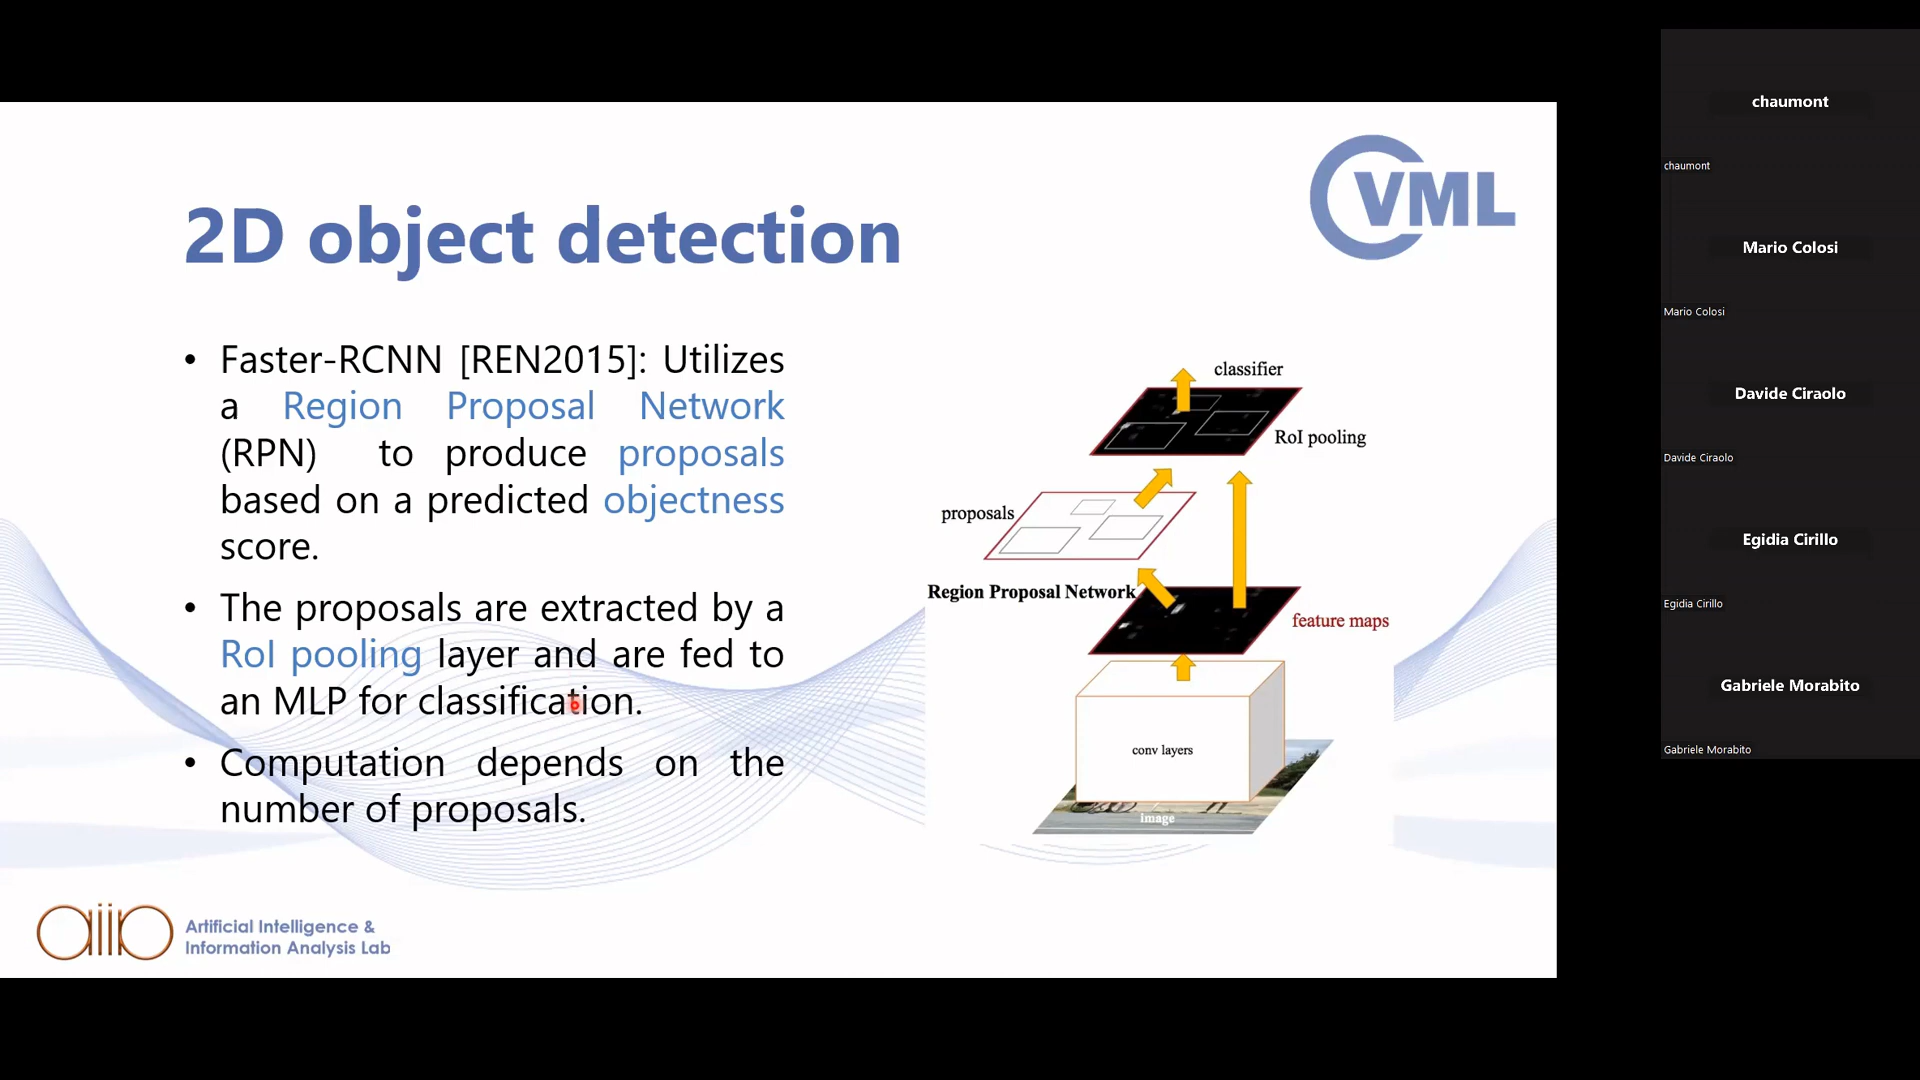 CVML
2D object detection
• Faster-RCNN [REN2015]: Utilizes
a Region Proposal Network
(RPN) to produce proposals
based on a predicted objectness
score.
• The proposals are extracted by a
RoI pooling layer and are fed to
an MLP for classification.
• Computation depends on the
number of proposals.
classifier
RoI pooling
proposals
Region Proposal Network
feature maps
conv layers
image
aiia
Artificial Intelligence &
Information Analysis Lab
chaumont
chaumont
Mario Colosi
Mario Colosi
Davide Ciraolo
Davide Ciraolo
Egidia Cirillo
Egidia Cirillo
Gabriele Morabito
Gabriele Morabito